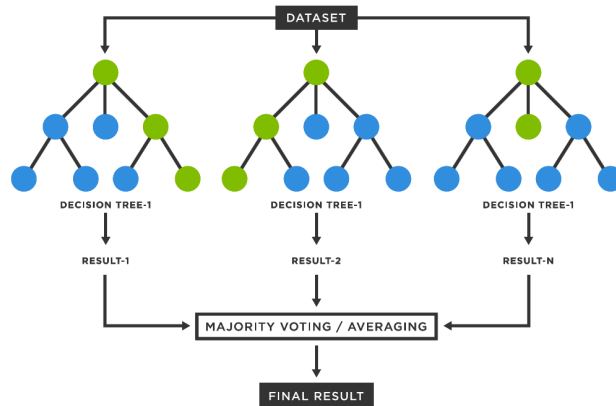 DATASET
DECISION TREE-1
DECISION TREE-1
DECISION TREE-1
RESULT-1
RESULT-2
RESULT-N
MAJORITY VOTING / AVERAGING
FINAL RESULT